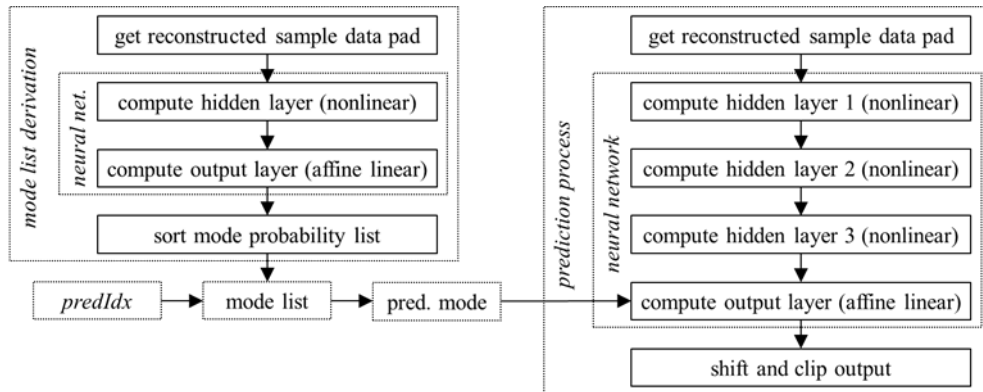 mode list derivation
get reconstructed sample data pad
neural net.
compute hidden layer (nonlinear)
compute output layer (affine linear)
sort mode probability list
predIdx
mode list
pred. mode
prediction process
get reconstructed sample data pad
neural network
compute hidden layer 1 (nonlinear)
compute hidden layer 2 (nonlinear)
compute hidden layer 3 (nonlinear)
compute output layer (affine linear)
shift and clip output